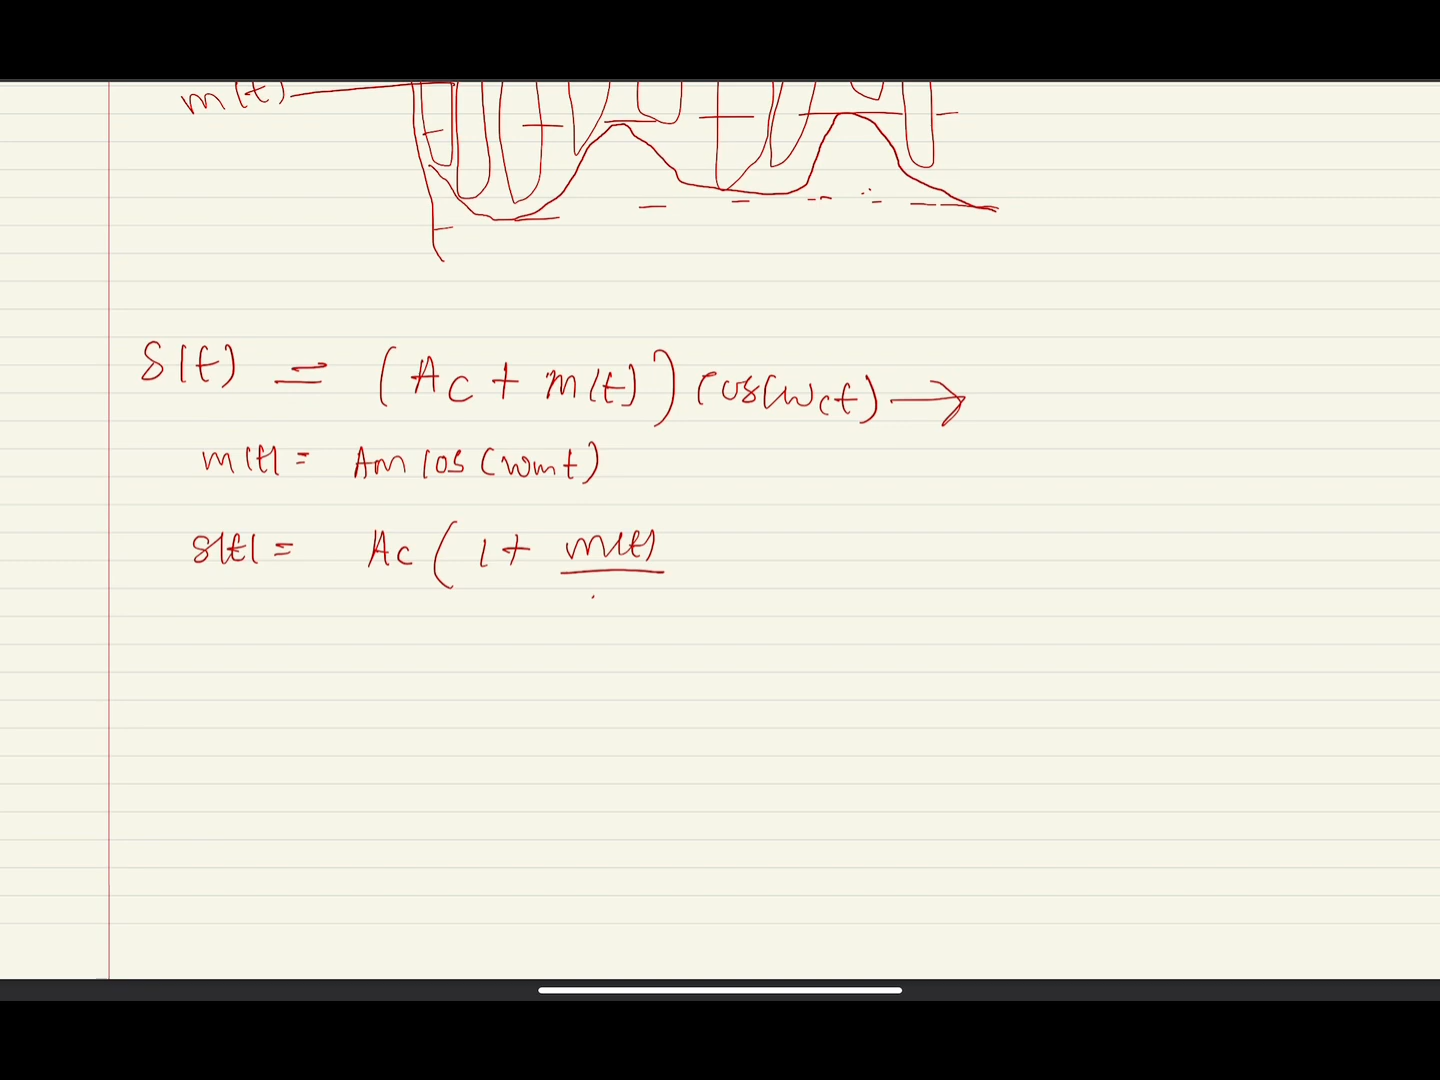 m(t)
s(t) = (Ac + m(t)) cos(wct) →
m(t) = Am cos (wmt)
s(t) = Ac ( 1 + m(t)